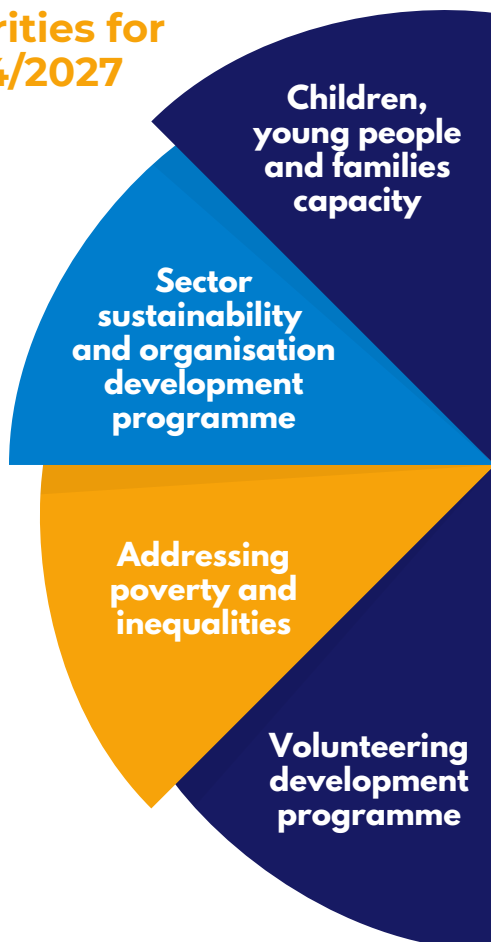 rities for
4/2027
Children,
young people
and families
capacity
Sector
sustainability
and organisation
development
programme
Addressing
poverty and
inequalities
Volunteering
development
programme